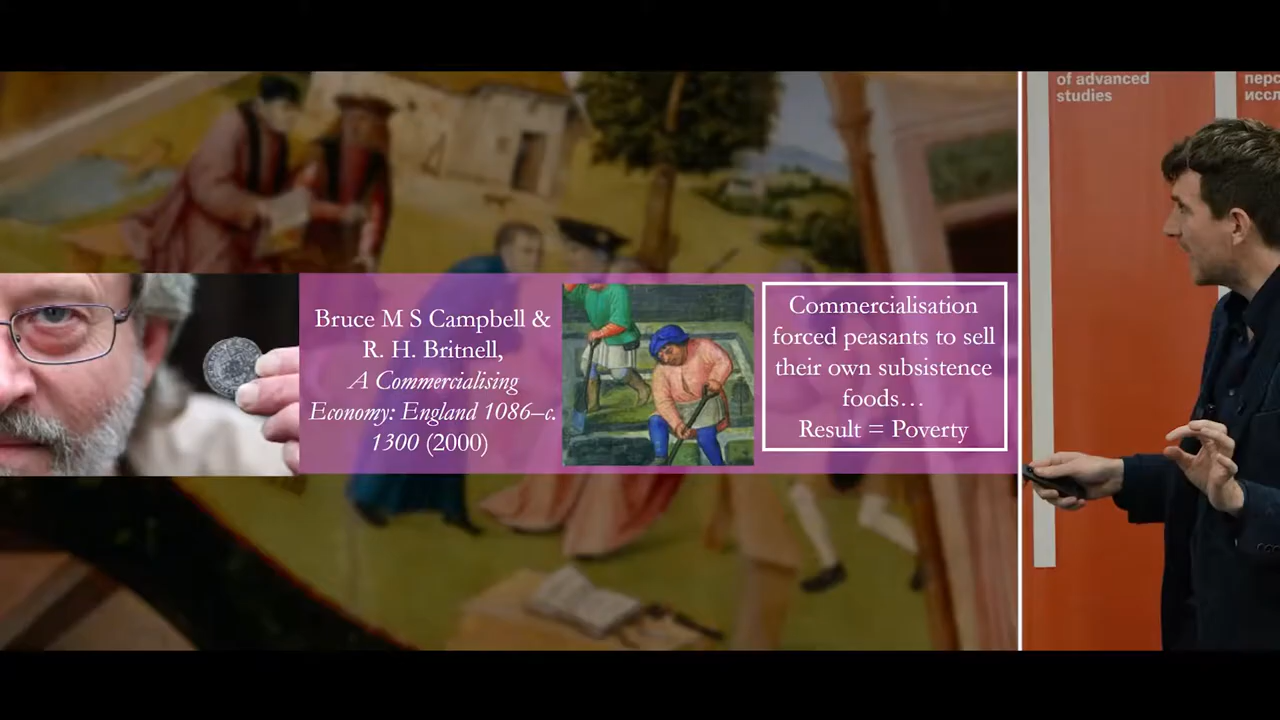 Bruce M S Campbell &
R. H. Britnell,
A Commercialising
Economy: England 1086–c.
1300 (2000)
Commercialisation
forced peasants to sell
their own subsistence
foods…
Result = Poverty
of advanced
studies
перс
иссл